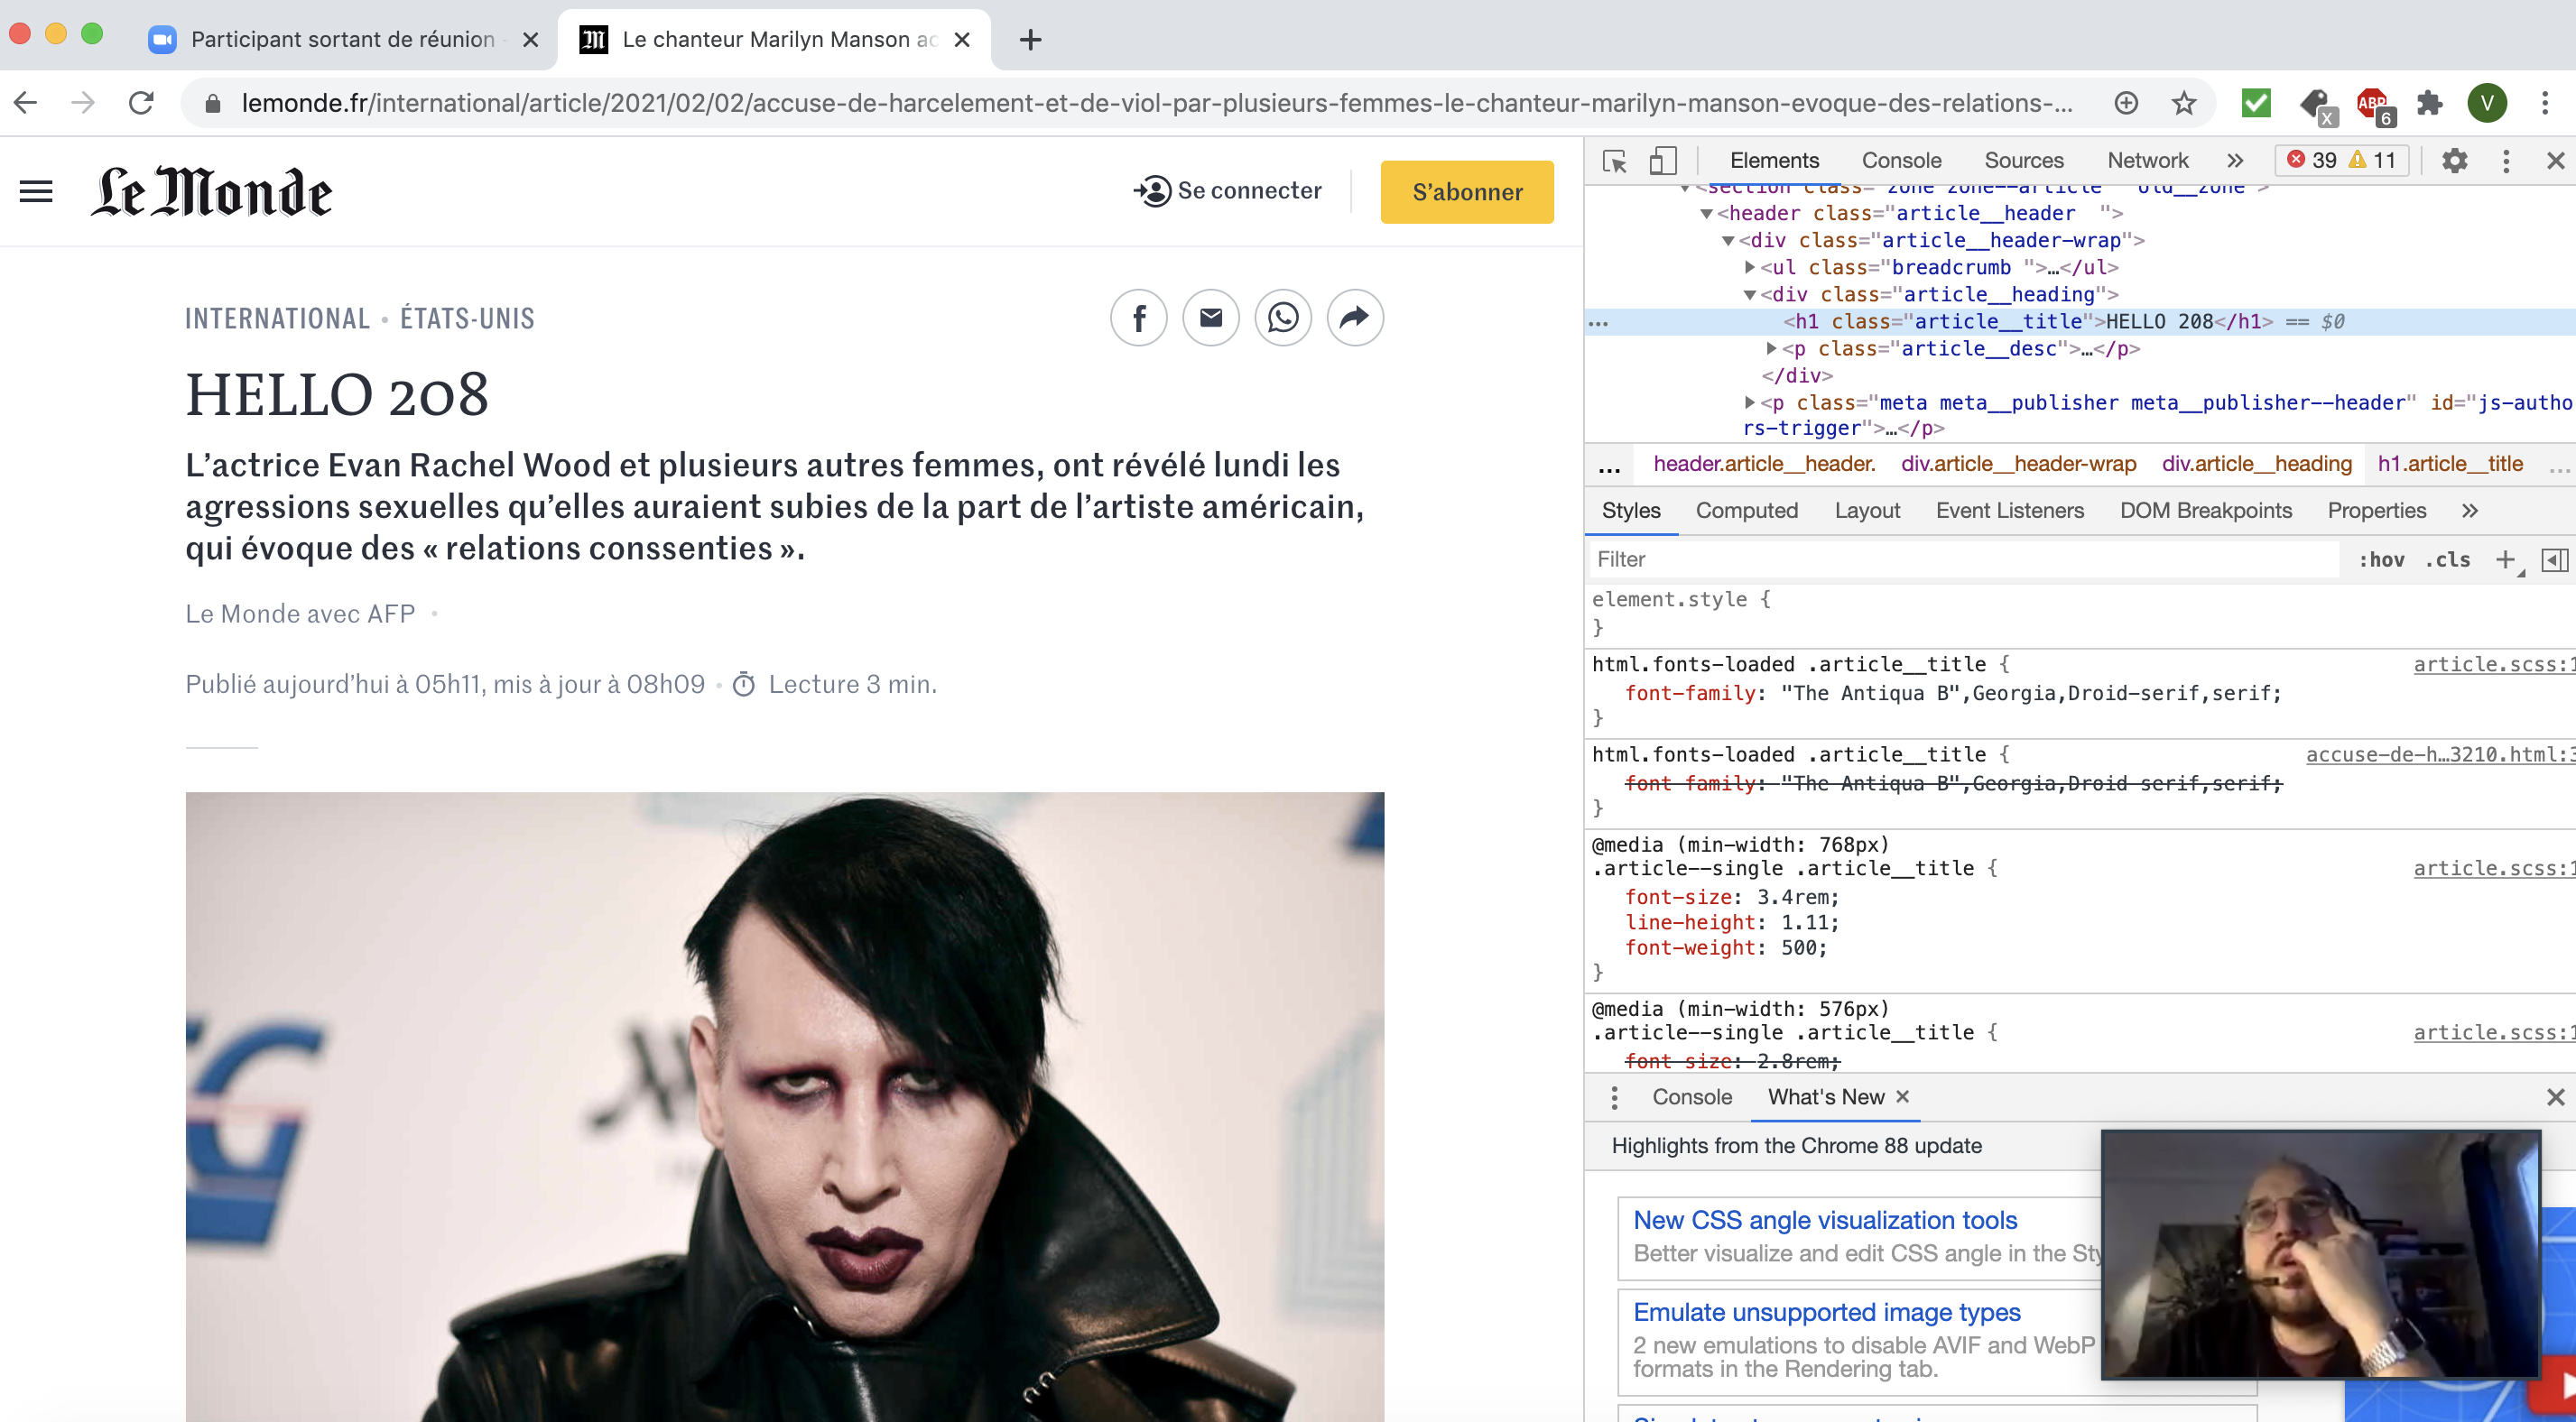 Participant sortant de réunion -
Le chanteur Marilyn Manson ac
lemonde.fr/international/article/2021/02/02/accuse-de-harcelement-et-de-viol-par-plusieurs-femmes-le-chanteur-marilyn-manson-evoque-des-relations-...
X
ABP
6
V
Le Monde
Se connecter
S’abonner
INTERNATIONAL • ÉTATS-UNIS
HELLO 208
L’actrice Evan Rachel Wood et plusieurs autres femmes, ont révélé lundi les
agressions sexuelles qu’elles auraient subies de la part de l’artiste américain,
qui évoque des « relations conssenties ».
Le Monde avec AFP •
Publié aujourd’hui à 05h11, mis à jour à 08h09 • Lecture 3 min.
Elements Console Sources Network » 39 11
<section class="zone zone--article old__zone">
<header class="article__header ">
<div class="article__header-wrap">
<ul class="breadcrumb ">…</ul>
<div class="article__heading">
<h1 class="article__title">HELLO 208</h1> == $0
<p class="article__desc">…</p>
</div>
<p class="meta meta__publisher meta__publisher--header" id="js-autho
rs-trigger">…</p>
... header.article__header. div.article__header-wrap div.article__heading h1.article__title ...
Styles Computed Layout Event Listeners DOM Breakpoints Properties »
Filter :hov .cls +
element.style {
}
html.fonts-loaded .article__title { article.scss:1
font-family: "The Antiqua B",Georgia,Droid-serif,serif;
}
html.fonts-loaded .article__title { accuse-de-h…3210.html:3
font-family: "The Antiqua B",Georgia,Droid-serif,serif;
}
@media (min-width: 768px)
.article--single .article__title { article.scss:1
font-size: 3.4rem;
line-height: 1.11;
font-weight: 500;
}
@media (min-width: 576px)
.article--single .article__title { article.scss:1
font-size: 2.8rem;
Console What's New
Highlights from the Chrome 88 update
New CSS angle visualization tools
Better visualize and edit CSS angle in the Sty
Emulate unsupported image types
2 new emulations to disable AVIF and WebP
formats in the Rendering tab.